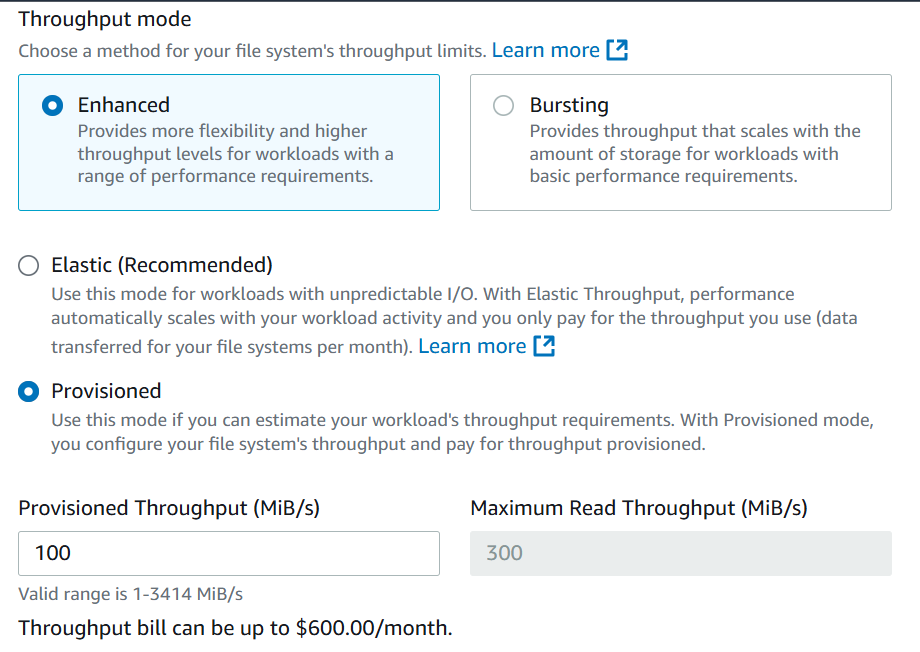 Throughput mode
Choose a method for your file system's throughput limits. Learn more
Enhanced
Provides more flexibility and higher
throughput levels for workloads with a
range of performance requirements.
Bursting
Provides throughput that scales with the
amount of storage for workloads with
basic performance requirements.
Elastic (Recommended)
Use this mode for workloads with unpredictable I/O. With Elastic Throughput, performance
automatically scales with your workload activity and you only pay for the throughput you use (data
transferred for your file systems per month). Learn more
Provisioned
Use this mode if you can estimate your workload's throughput requirements. With Provisioned mode,
you configure your file system's throughput and pay for throughput provisioned.
Provisioned Throughput (MiB/s)
100
Valid range is 1-3414 MiB/s
Maximum Read Throughput (MiB/s)
300
Throughput bill can be up to $600.00/month.